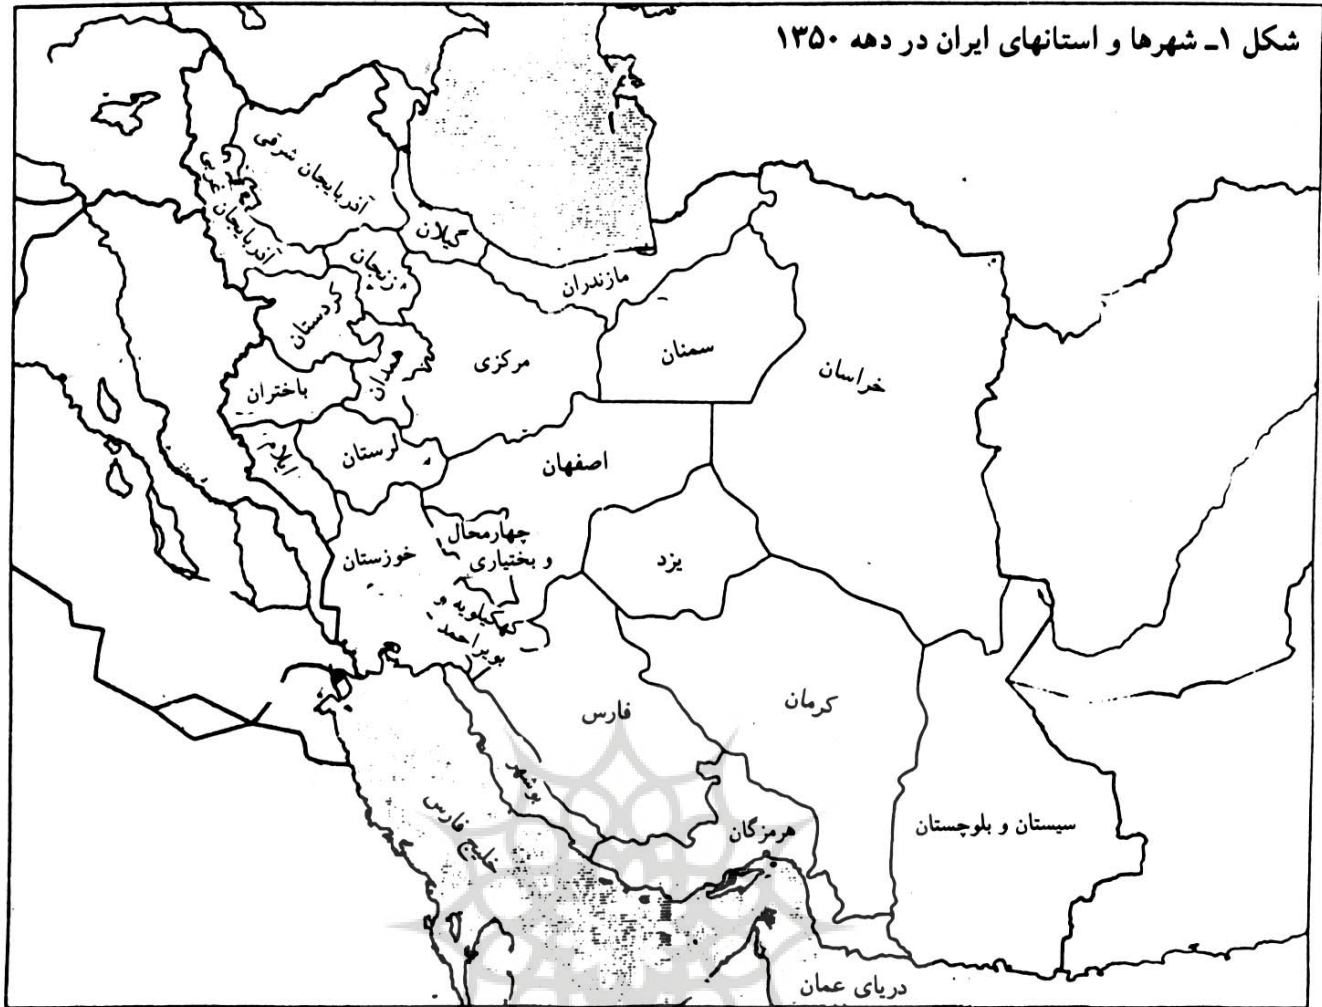 شکل ۱ـ شهرها و استانهای ایران در دهه ۱۳۵۰
آذربایجان شرقی
آذربایجان غربی
گیلان
زنجان
مازندران
کردستان
سمنان
مرکزی
همدان
خراسان
باختران
لرستان
ایلام
اصفهان
چهارمحال
و بختیاری
خوزستان
یزد
کهکیلویه و
بویراحمد
فارس
کرمان
بوشهر
خلیج فارس
هرمزگان
سیستان و بلوچستان
دریای عمان